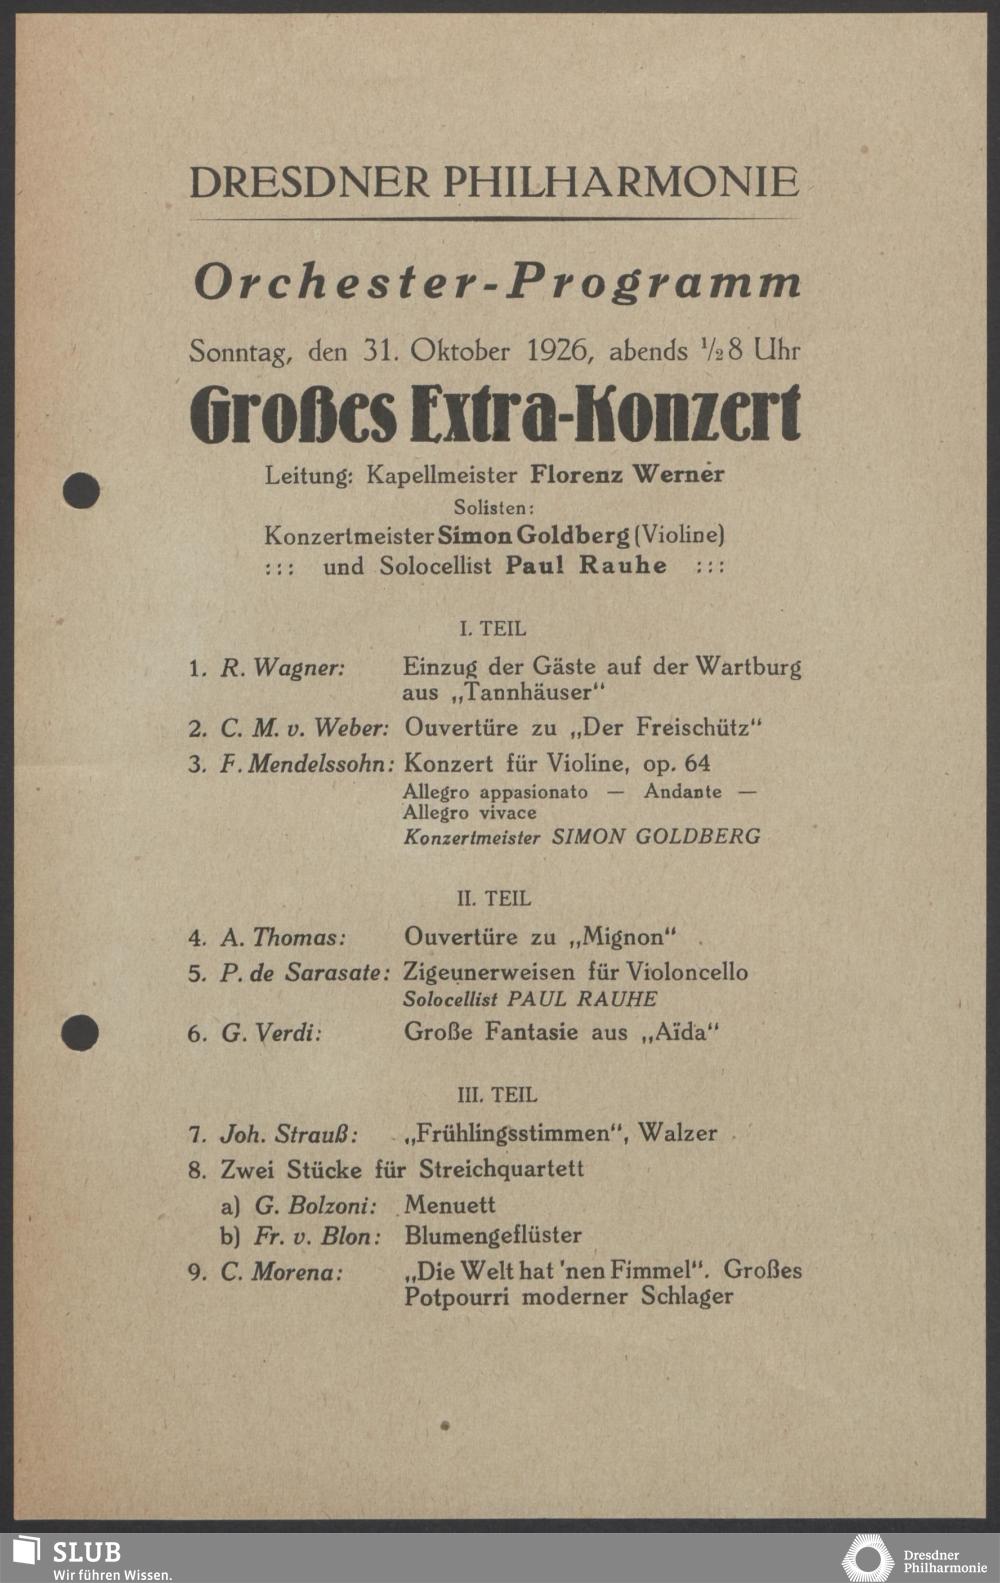 DRESDNER PHILHARMONIE
Orchester-Programm
Sonntag, den 31. Oktober 1926, abends ½8 Uhr
Großes Extra-Konzert
Leitung: Kapellmeister Florenz Werner
Solisten:
Konzertmeister Simon Goldberg (Violine)
::: und Solocellist Paul Rauhe :::
I. TEIL
1. R. Wagner: Einzug der Gäste auf der Wartburg
aus „Tannhäuser“
2. C. M. v. Weber: Ouvertüre zu „Der Freischütz“
3. F. Mendelssohn: Konzert für Violine, op. 64
Allegro appasionato — Andante —
Allegro vivace
Konzertmeister SIMON GOLDBERG
II. TEIL
4. A. Thomas: Ouvertüre zu „Mignon“
5. P. de Sarasate: Zigeunerweisen für Violoncello
Solocellist PAUL RAUHE
6. G. Verdi: Große Fantasie aus „Aïda“
III. TEIL
7. Joh. Strauß: „Frühlingsstimmen“, Walzer
8. Zwei Stücke für Streichquartett
a) G. Bolzoni: Menuett
b) Fr. v. Blon: Blumengeflüster
9. C. Morena: „Die Welt hat 'nen Fimmel“. Großes
Potpourri moderner Schlager
SLUB
Wir führen Wissen.
Dresdner
Philharmonie